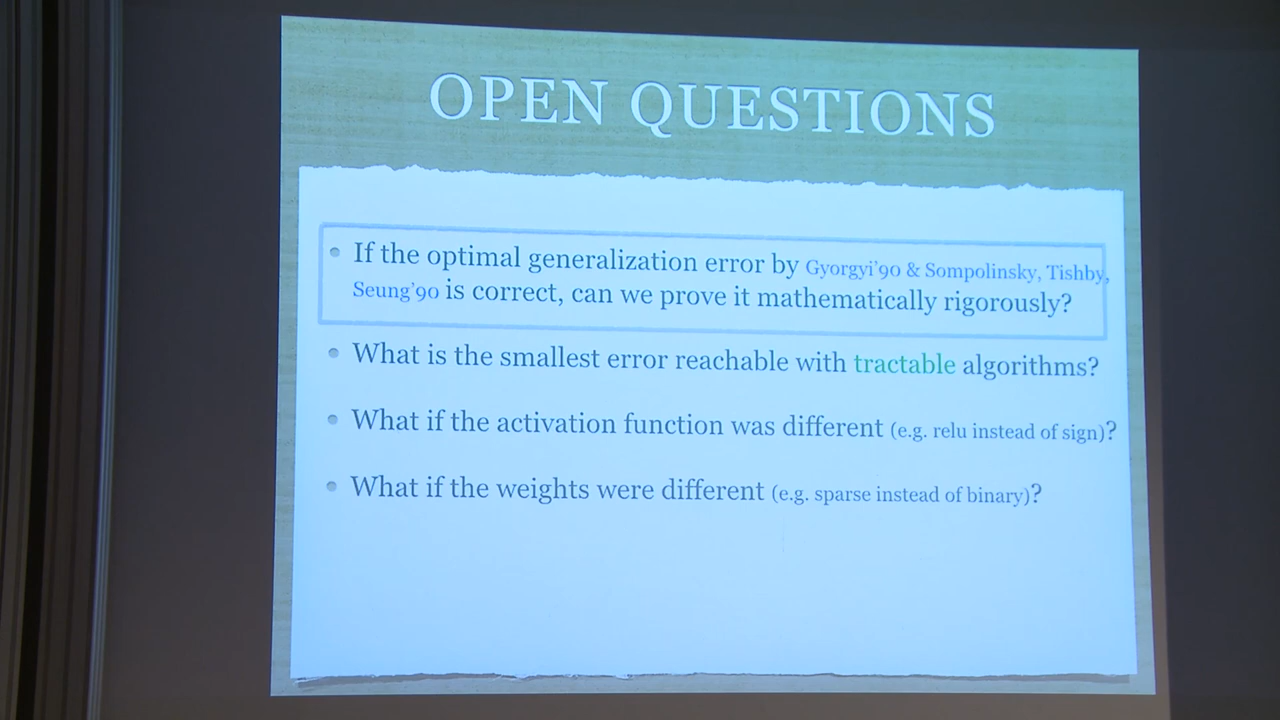 OPEN QUESTIONS
• If the optimal generalization error by Gyorgyi'90 & Sompolinsky, Tishby,
Seung'90 is correct, can we prove it mathematically rigorously?
• What is the smallest error reachable with tractable algorithms?
• What if the activation function was different (e.g. relu instead of sign)?
• What if the weights were different (e.g. sparse instead of binary)?